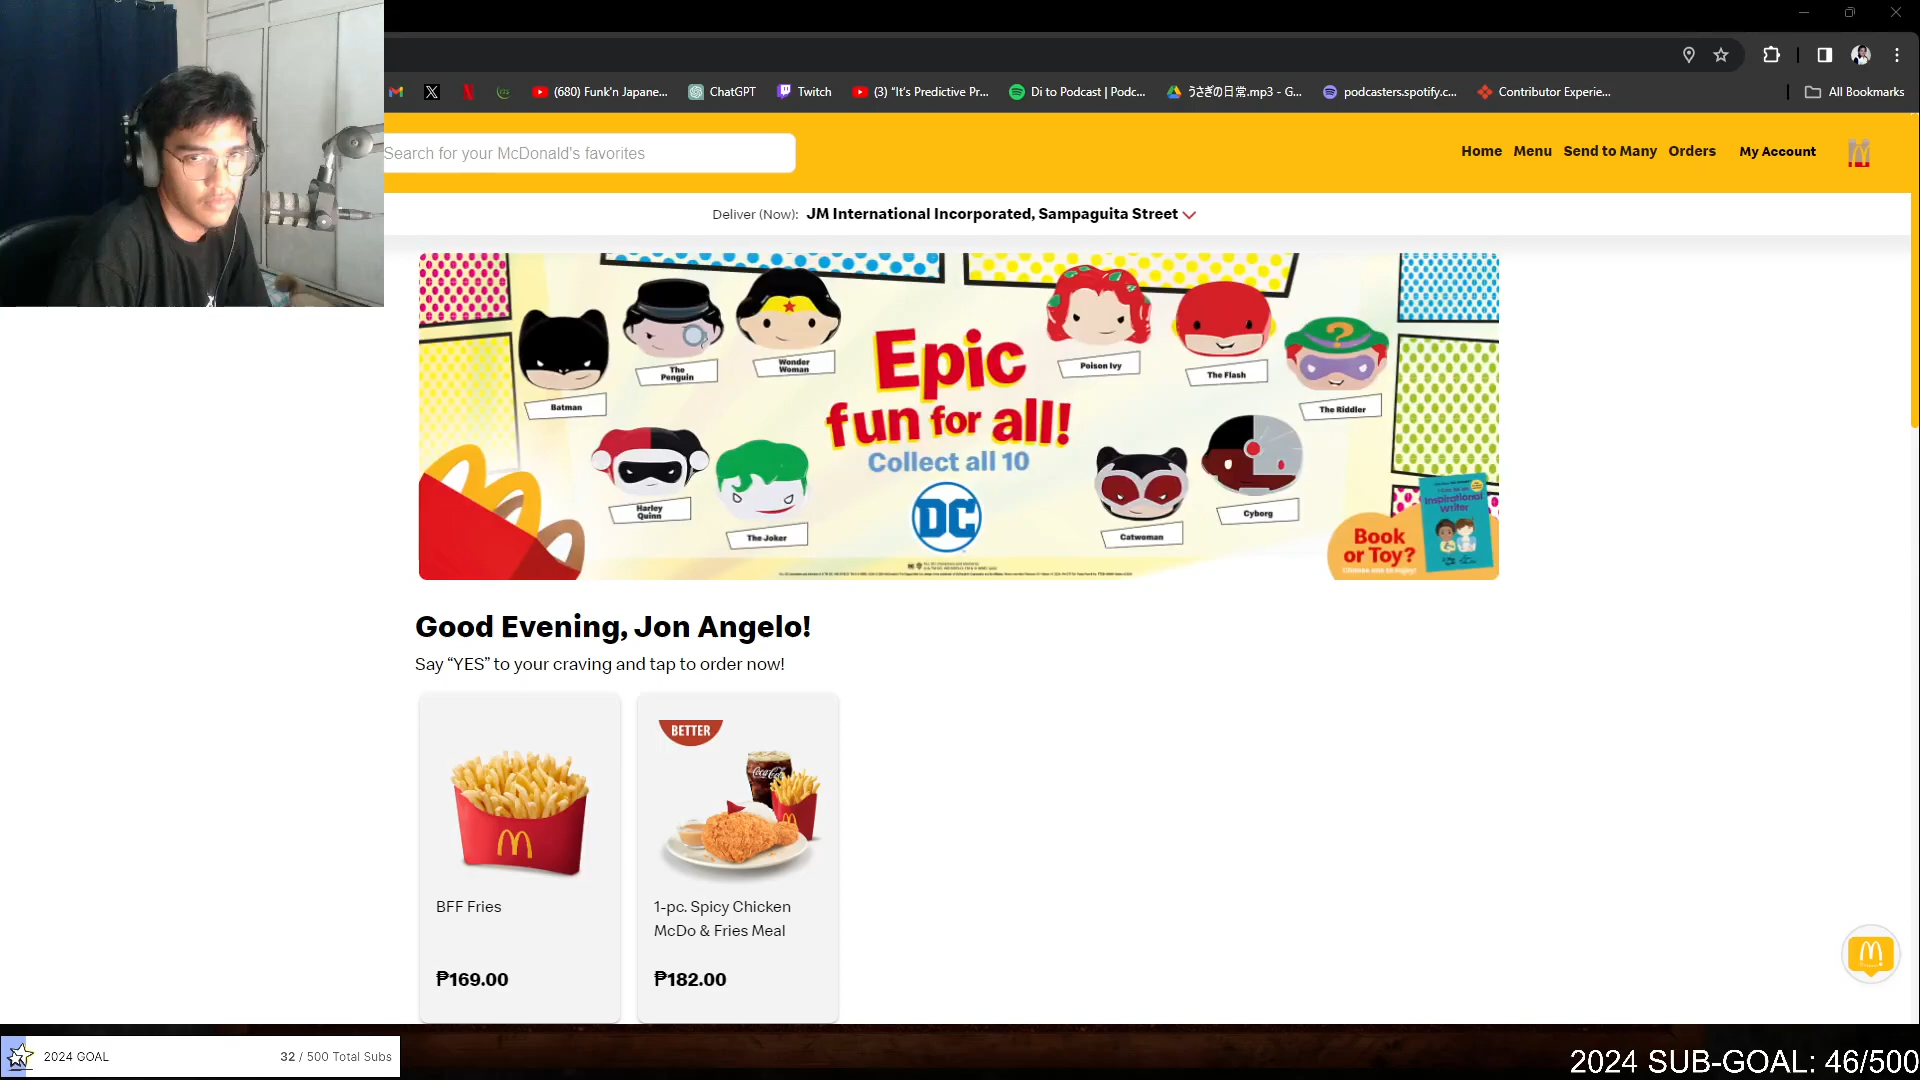 (680) Funk'n Japane...
ChatGPT
Twitch
(3) "It's Predictive Pr...
Di to Podcast | Podc...
うさぎの日常.mp3 - G...
podcasters.spotify.c...
Contributor Experie...
All Bookmarks
Search for your McDonald's favorites
Home
Menu
Send to Many
Orders
My Account
Deliver (Now): JM International Incorporated, Sampaguita Street
Batman
The Penguin
Wonder Woman
Epic
fun for all!
Collect all 10
DC
Poison Ivy
The Flash
The Riddler
Harley Quinn
The Joker
Catwoman
Cyborg
Inspirational
Writer
Book
or Toy?
Good Evening, Jon Angelo!
Say “YES” to your craving and tap to order now!
BETTER
Coca-Cola
BFF Fries
1-pc. Spicy Chicken
McDo & Fries Meal
₱169.00
₱182.00
2024 GOAL
32 / 500 Total Subs
2024 SUB-GOAL: 46/500